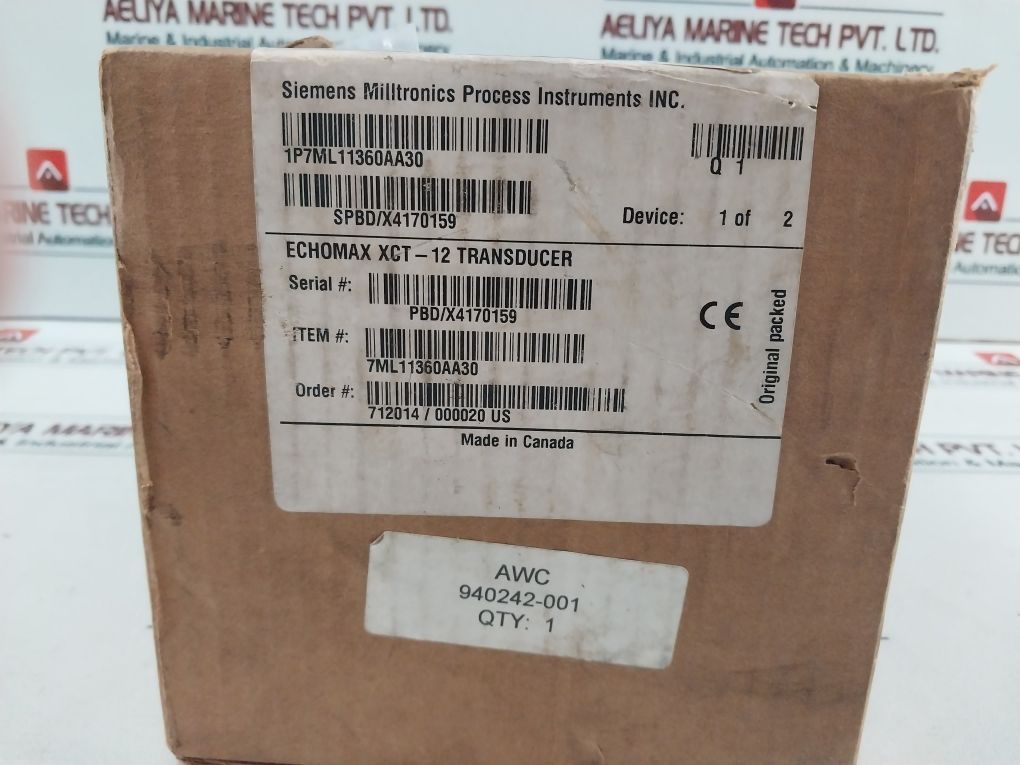 AELIYA MARINE TECH PVT. LTD.
Marine & Industrial Automation & Machinery
AELIYA MARINE TECH PVT. LTD.
Marine & Industrial Automation & Machinery
Siemens Milltronics Process Instruments INC.
1P7ML11360AA30
Q 1
SPBD/X4170159
Device: 1 of 2
ECHOMAX XCT – 12 TRANSDUCER
Serial #:
PBD/X4170159
CE
Original packed
ITEM #:
7ML11360AA30
Order #:
712014 / 000020 US
Made in Canada
AWC
940242-001
QTY: 1